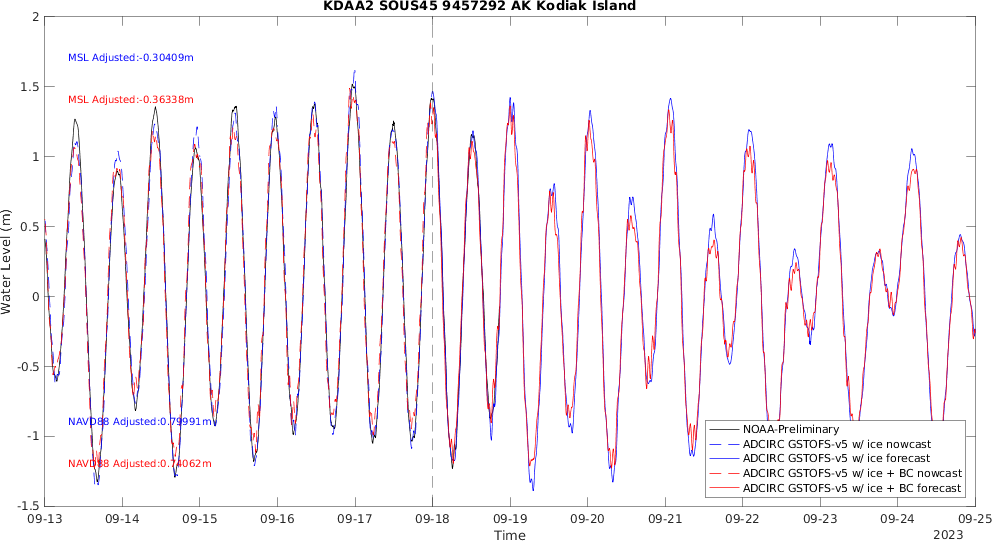 KDAA2 SOUS45 9457292 AK Kodiak Island
MSL Adjusted:-0.30409m
MSL Adjusted:-0.36338m
NAVD88 Adjusted:0.79991m
NAVD88 Adjusted:0.74062m
Water Level (m)
2
1.5
1
0.5
0
-0.5
-1
-1.5
NOAA-Preliminary
ADCIRC GSTOFS-v5 w/ ice nowcast
ADCIRC GSTOFS-v5 w/ ice forecast
ADCIRC GSTOFS-v5 w/ ice + BC nowcast
ADCIRC GSTOFS-v5 w/ ice + BC forecast
09-13 09-14 09-15 09-16 09-17 09-18 09-19 09-20 09-21 09-22 09-23 09-24 09-25
Time
2023